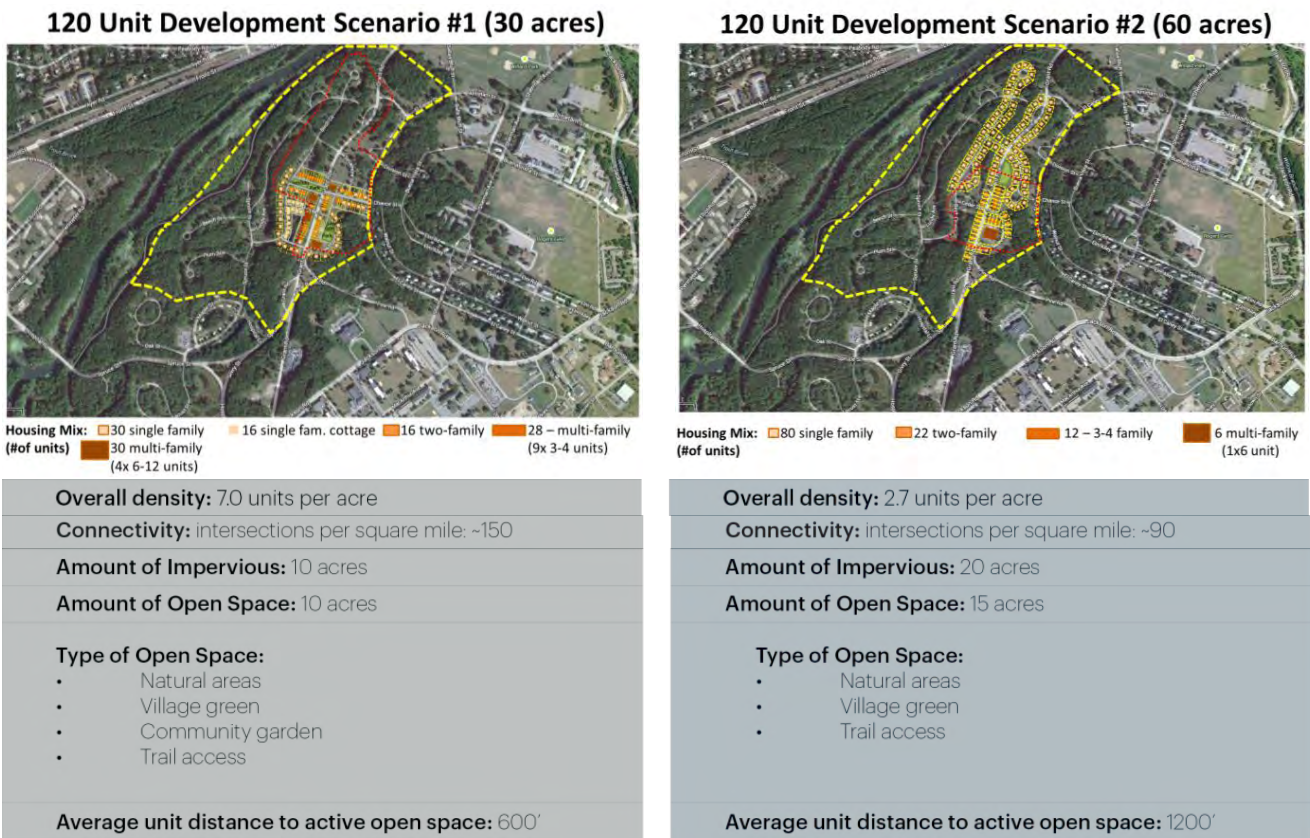 120 Unit Development Scenario #1 (30 acres)
Housing Mix:
(#of units)
30 single family
16 single fam. cottage
16 two-family
28 – multi-family
(9x 3-4 units)
30 multi-family
(4x 6-12 units)
Overall density: 7.0 units per acre
Connectivity: intersections per square mile: ~150
Amount of Impervious: 10 acres
Amount of Open Space: 10 acres
Type of Open Space:
• Natural areas
• Village green
• Community garden
• Trail access
Average unit distance to active open space: 600'
120 Unit Development Scenario #2 (60 acres)
Housing Mix:
(#of units)
80 single family
22 two-family
12 – 3-4 family
6 multi-family
(1x6 unit)
Overall density: 2.7 units per acre
Connectivity: intersections per square mile: ~90
Amount of Impervious: 20 acres
Amount of Open Space: 15 acres
Type of Open Space:
• Natural areas
• Village green
• Trail access
Average unit distance to active open space: 1200'